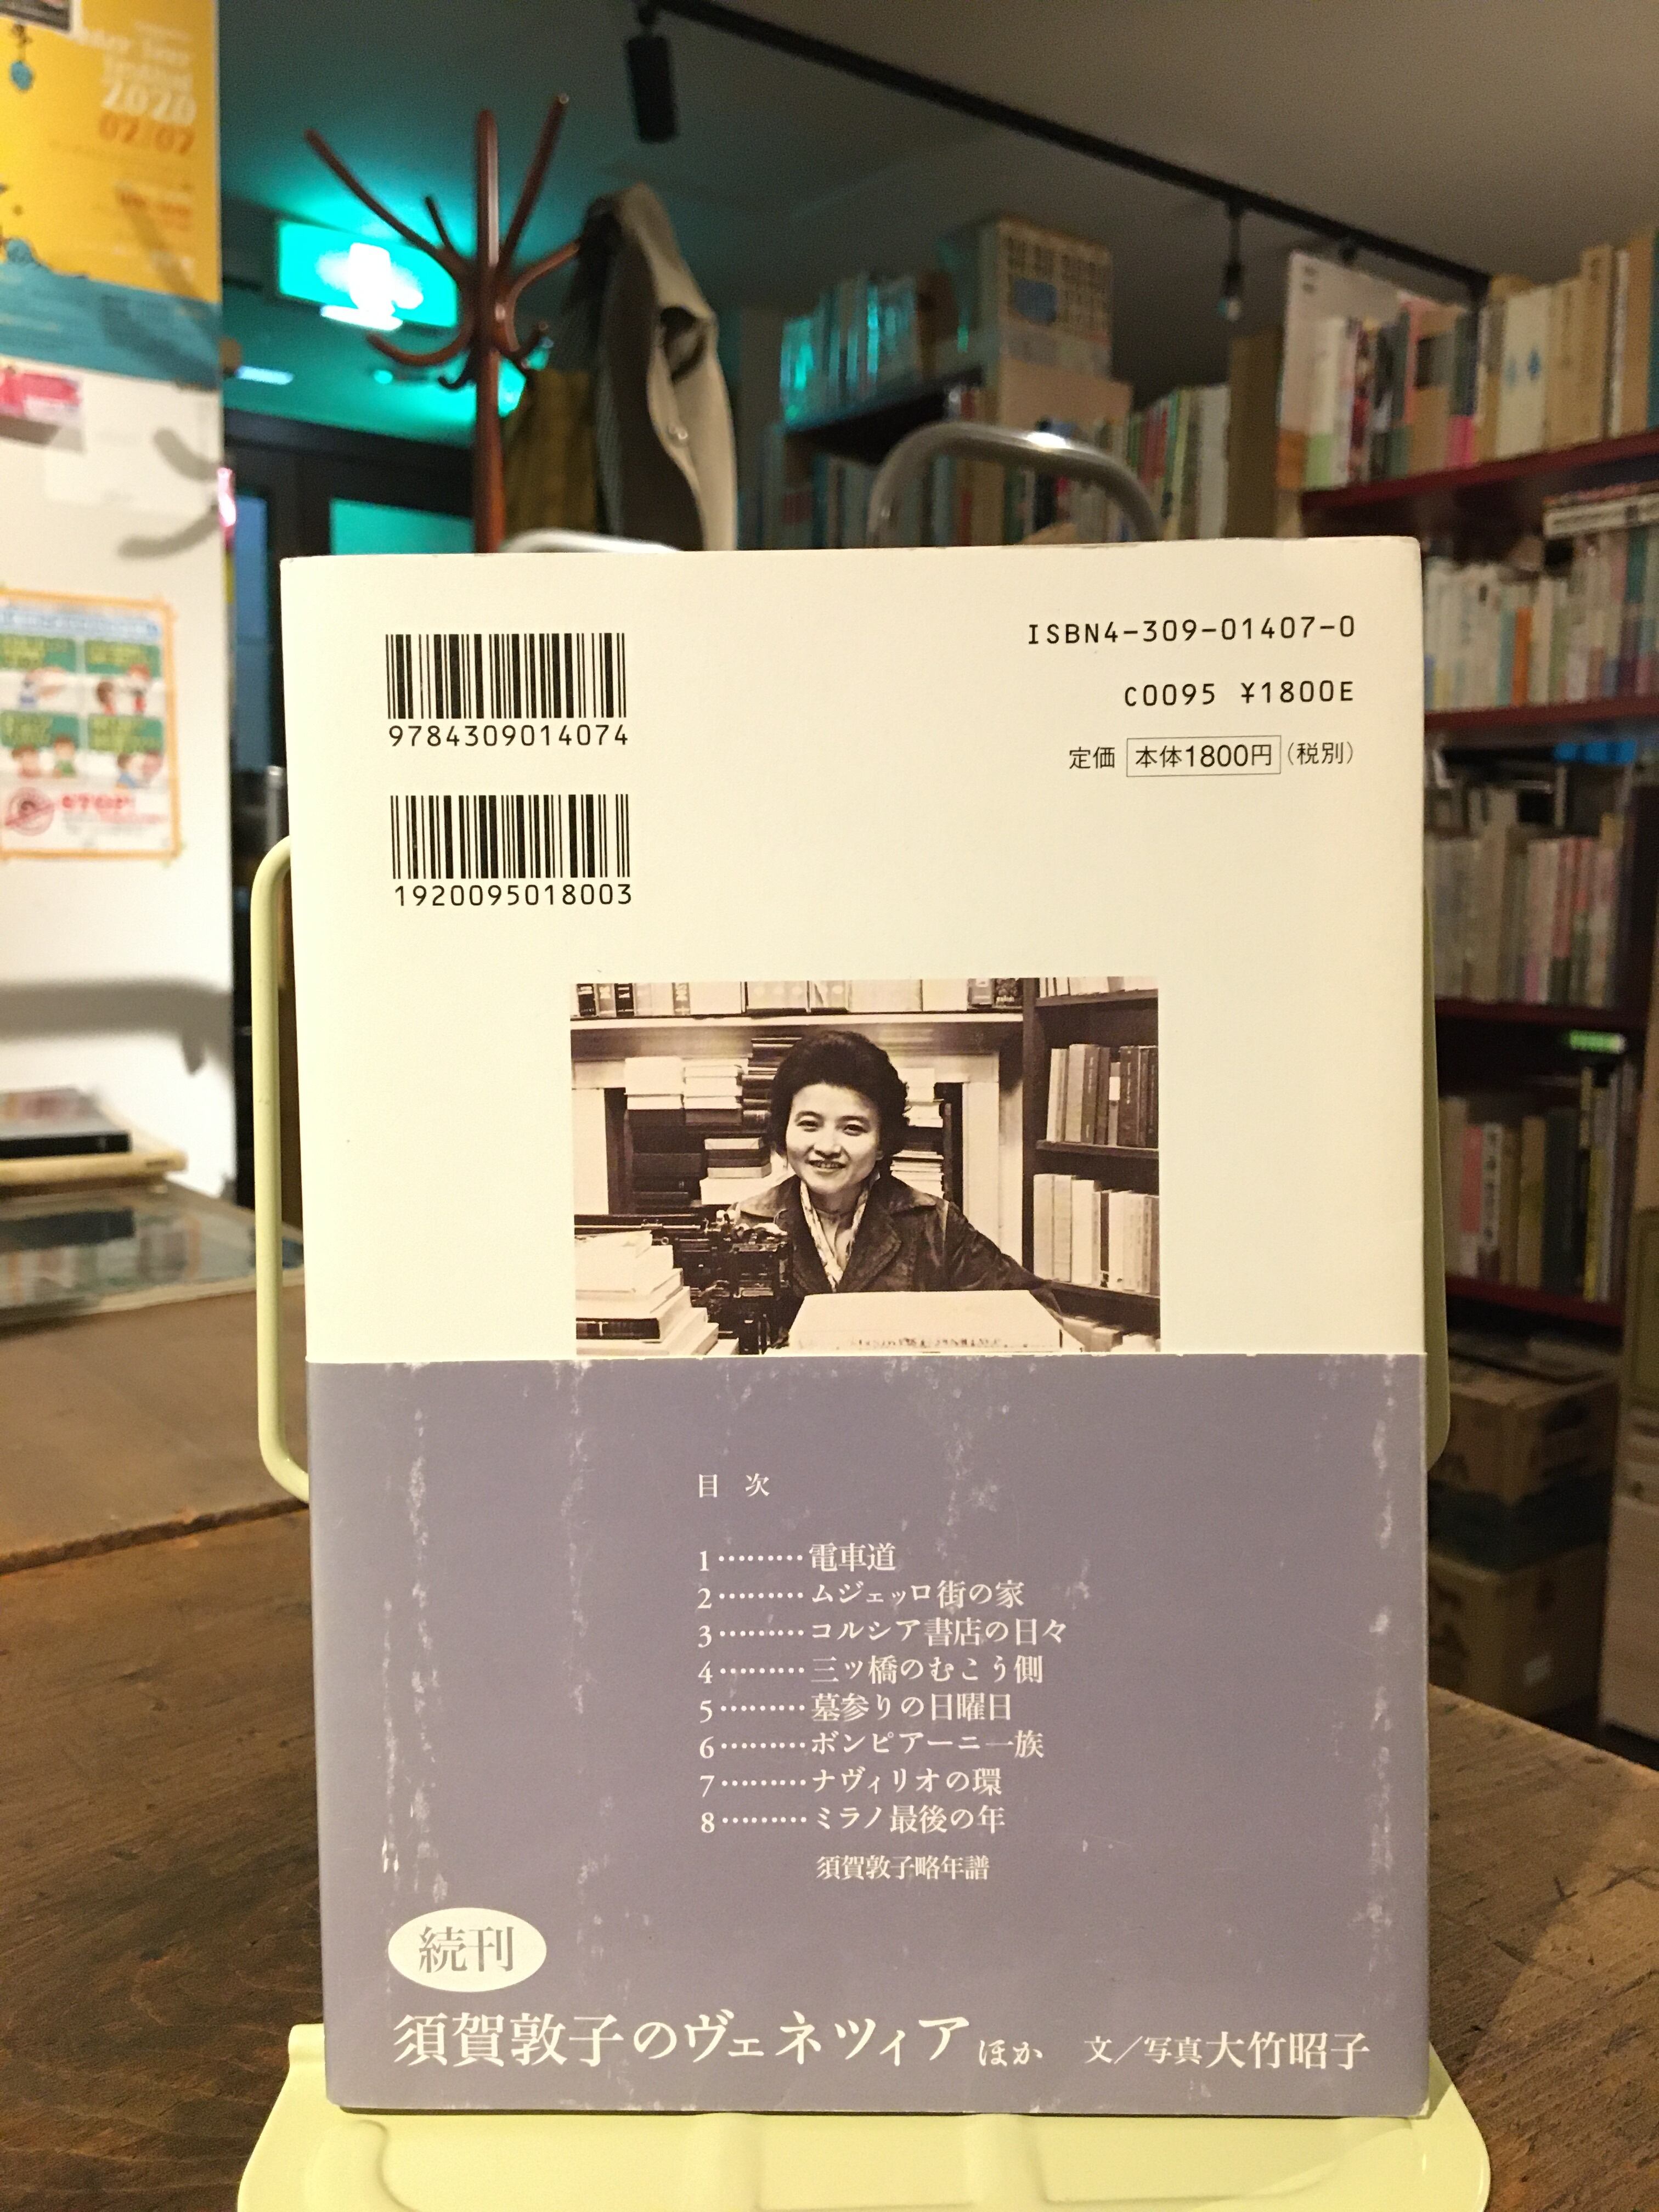 2020
07.07
ISBN4-309-01407-0
C0095 ¥1800E
定価 本体1800円 (税別)
9784309014074
1920095018003
目 次
1………電車道
2………ムジェッロ街の家
3………コルシア書店の日々
4………三ツ橋のむこう側
5………墓参りの日曜日
6………ボンピアーニ一族
7………ナヴィリオの環
8………ミラノ最後の年
須賀敦子略年譜
続刊
須賀敦子のヴェネツィア ほか 文／写真 大竹昭子
STOP!